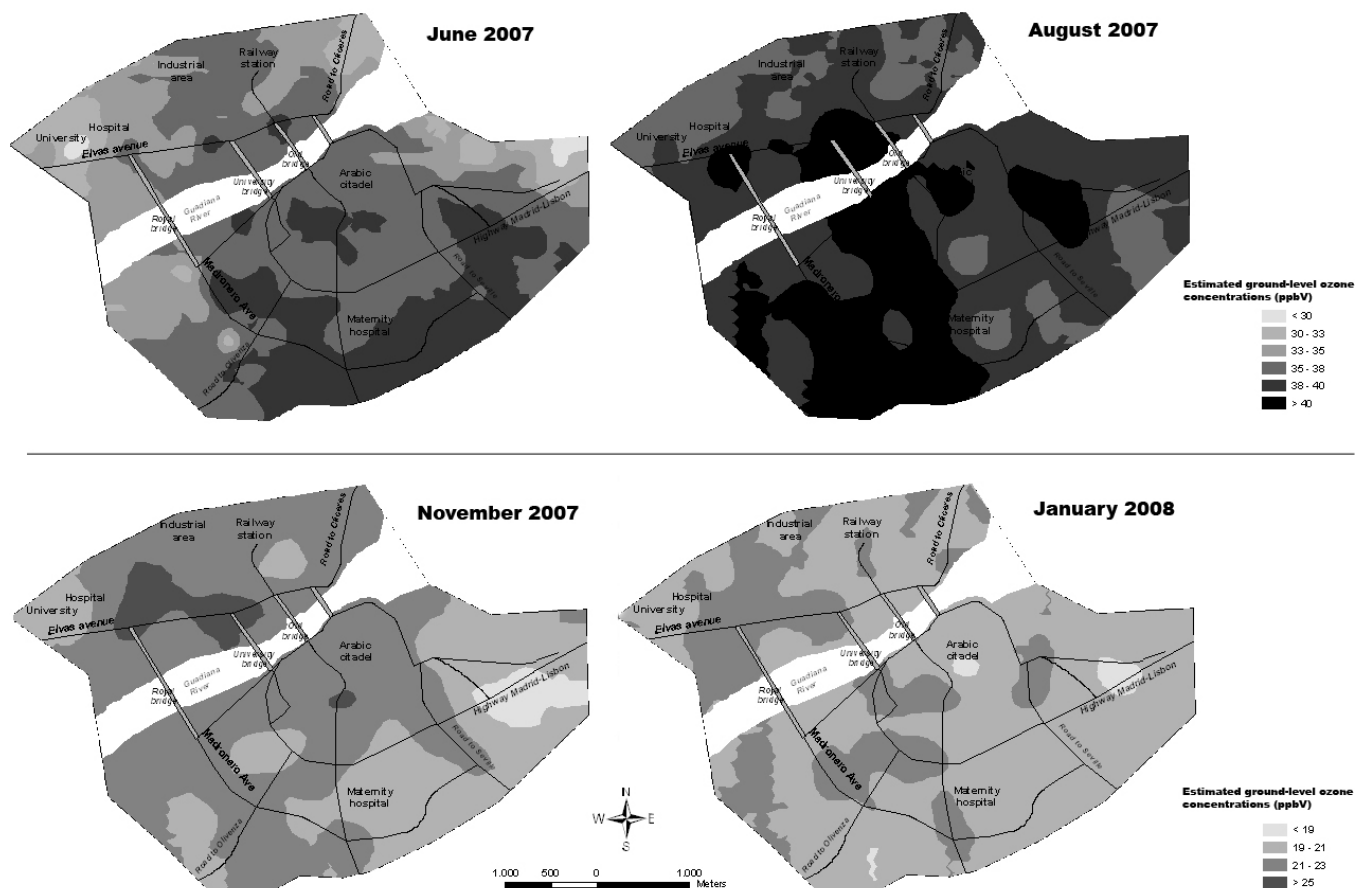 June 2007
Railway
station
Industrial
area
Road to Cáceres
Hospital
University
Elvas avenue
Old
bridge
University
bridge
Arabic
citadel
Guadiana
River
Royal
bridge
Highway Madrid-Lisbon
Road to Seville
Madronero Ave
Maternity
hospital
Road to Olivenza
August 2007
Railway
station
Industrial
area
Road to Cáceres
Hospital
University
Elvas avenue
Old
bridge
University
bridge
Guadiana
River
Royal
bridge
Highway Madrid-Lisbon
Road to Seville
Madronero
Maternity
hospital
Estimated ground-level ozone
concentrations (ppbV)
< 30
30 - 33
33 - 35
35 - 38
38 - 40
> 40
November 2007
Railway
station
Industrial
area
Road to Cáceres
Hospital
University
Elvas avenue
Old
bridge
University
bridge
Arabic
citadel
Guadiana
River
Royal
bridge
Highway Madrid-Lisbon
Road to Seville
Madronero Ave
Maternity
hospital
Road to Olivenza
January 2008
Railway
station
Industrial
area
Road to Cáceres
Hospital
University
Elvas avenue
Old
bridge
University
bridge
Arabic
citadel
Guadiana
River
Royal
bridge
Highway Madrid-Lisbon
Road to Seville
Madronero Ave
Maternity
hospital
Road to Olivenza
N
W E
S
1.000 500 0 1.000
Meters
Estimated ground-level ozone
concentrations (ppbV)
< 19
19 - 21
21 - 23
> 25